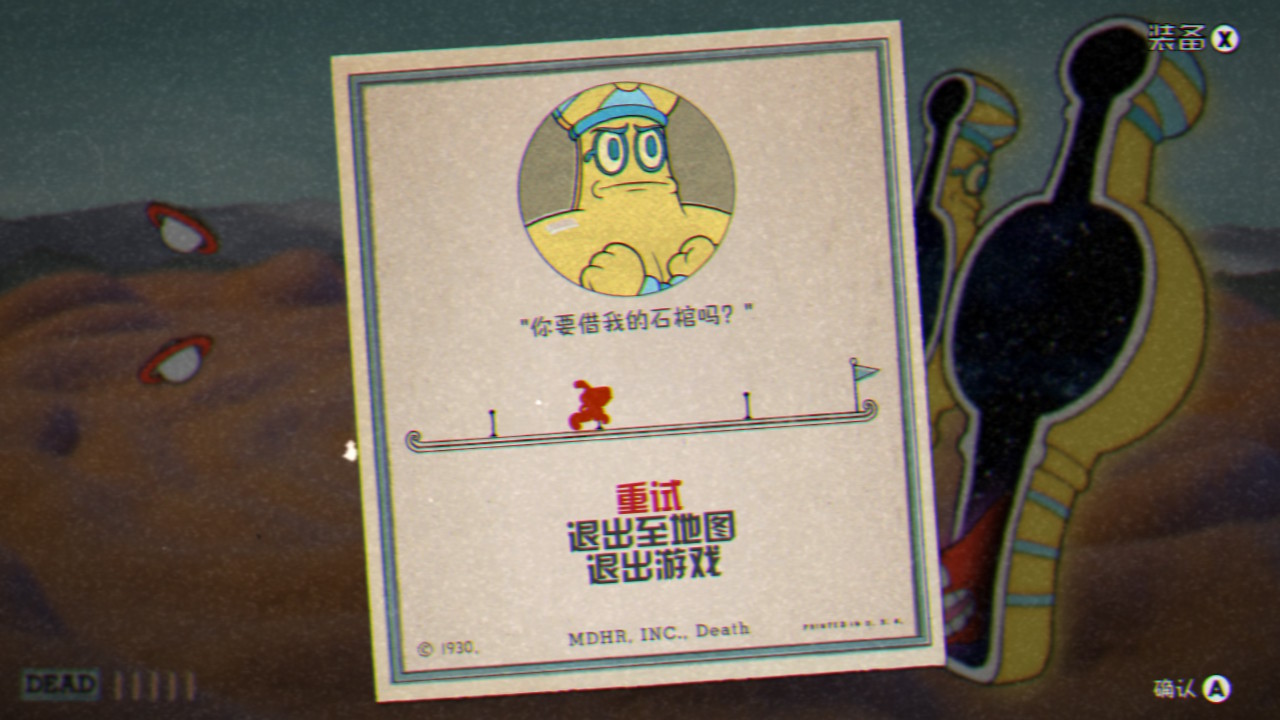 装备 X
"你要借我的石棺吗？"
重试
退出至地图
退出游戏
MDHR, INC., Death
PRINTED IN U. S. A.
© 1930.
DEAD
确认 A